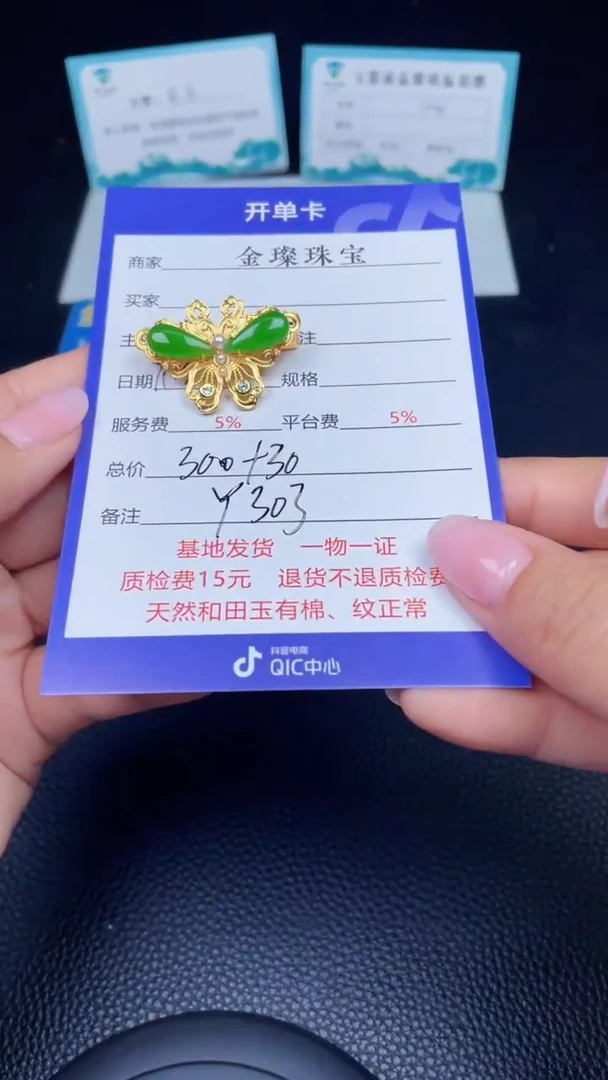 开单卡
商家 金璨珠宝
买家
主 注
日期 规格
服务费 5% 平台费 5%
总价 300+30
备注 Y303
基地发货 一物一证
质检费15元 退货不退质检费
天然和田玉有棉、纹正常
抖音电商
QIC中心